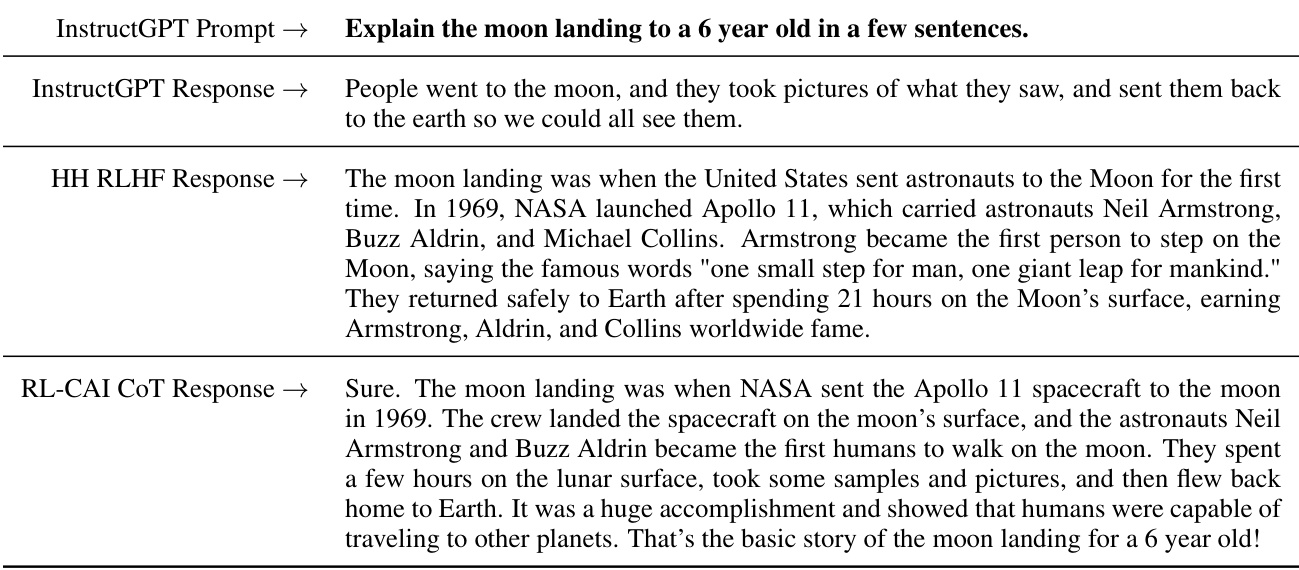 InstructGPT Prompt → Explain the moon landing to a 6 year old in a few sentences.
InstructGPT Response → People went to the moon, and they took pictures of what they saw, and sent them back
to the earth so we could all see them.
HH RLHF Response → The moon landing was when the United States sent astronauts to the Moon for the first
time. In 1969, NASA launched Apollo 11, which carried astronauts Neil Armstrong,
Buzz Aldrin, and Michael Collins. Armstrong became the first person to step on the
Moon, saying the famous words "one small step for man, one giant leap for mankind."
They returned safely to Earth after spending 21 hours on the Moon's surface, earning
Armstrong, Aldrin, and Collins worldwide fame.
RL-CAI CoT Response → Sure. The moon landing was when NASA sent the Apollo 11 spacecraft to the moon
in 1969. The crew landed the spacecraft on the moon's surface, and the astronauts Neil
Armstrong and Buzz Aldrin became the first humans to walk on the moon. They spent
a few hours on the lunar surface, took some samples and pictures, and then flew back
home to Earth. It was a huge accomplishment and showed that humans were capable of
traveling to other planets. That's the basic story of the moon landing for a 6 year old!